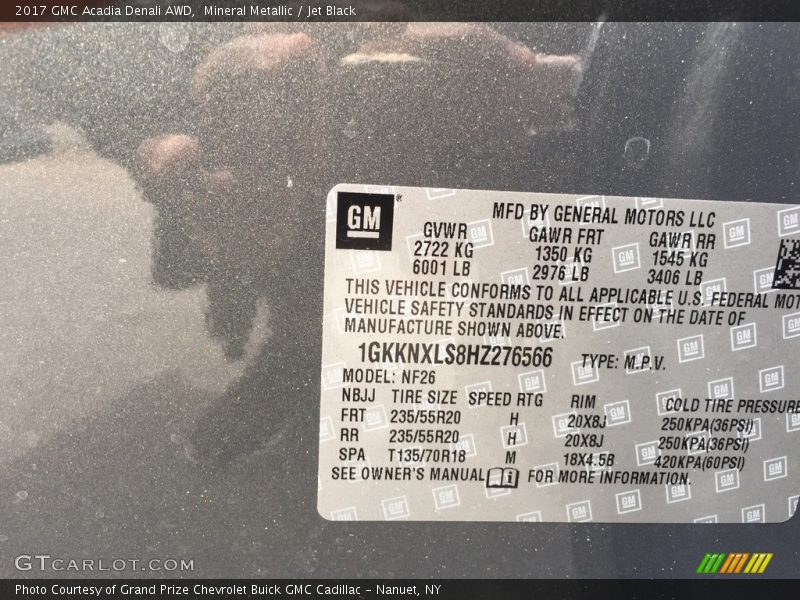 2017 GMC Acadia Denali AWD, Mineral Metallic / Jet Black
GM®
MFD BY GENERAL MOTORS LLC
GVWR GAWR FRT GAWR RR
2722 KG 1350 KG 1545 KG
6001 LB 2976 LB 3406 LB
THIS VEHICLE CONFORMS TO ALL APPLICABLE U.S. FEDERAL MOT
VEHICLE SAFETY STANDARDS IN EFFECT ON THE DATE OF
MANUFACTURE SHOWN ABOVE.
1GKKNXLS8HZ276566 TYPE: M.P.V.
MODEL: NF26
NBJJ TIRE SIZE SPEED RTG RIM COLD TIRE PRESSURE
FRT 235/55R20 H 20X8J 250KPA(36PSI)
RR 235/55R20 H 20X8J 250KPA(36PSI)
SPA T135/70R18 M 18X4.5B 420KPA(60PSI)
SEE OWNER'S MANUAL FOR MORE INFORMATION.
GTCARLOT.COM
Photo Courtesy of Grand Prize Chevrolet Buick GMC Cadillac – Nanuet, NY